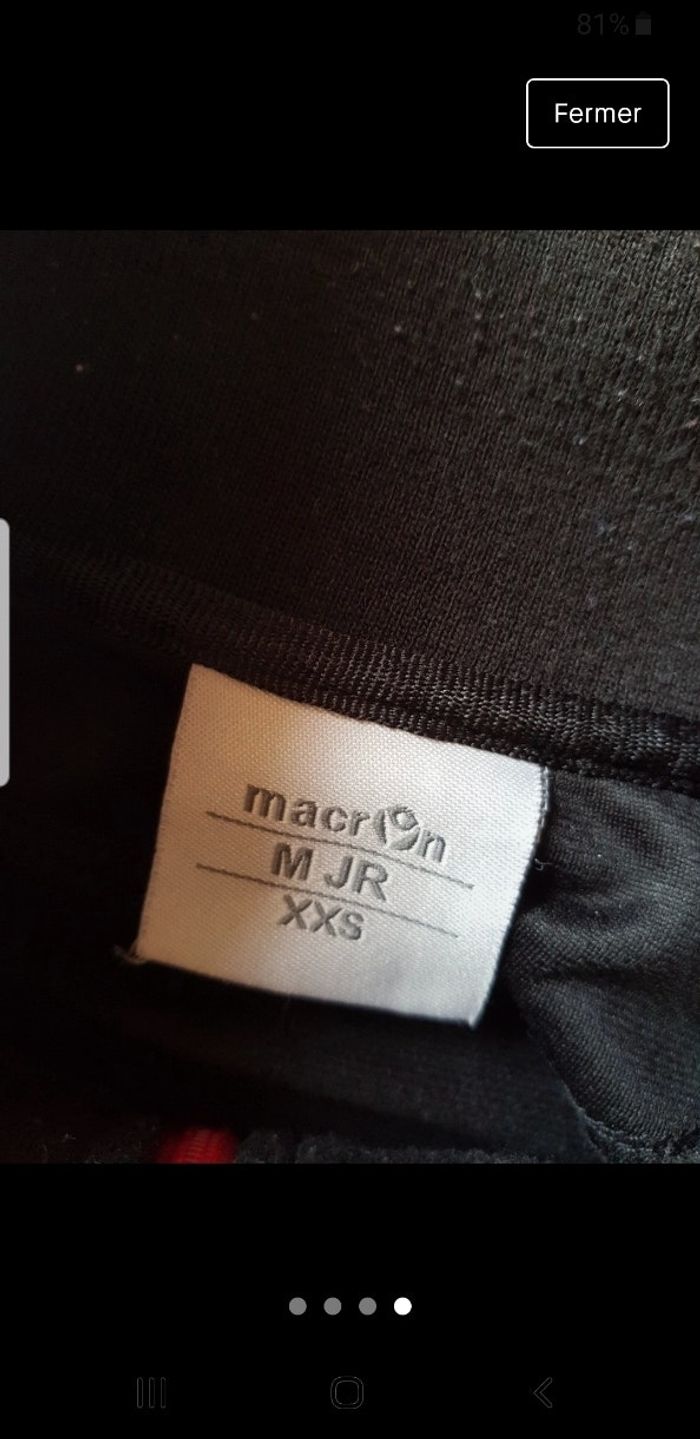 81%
Fermer
macron
M JR
XXS